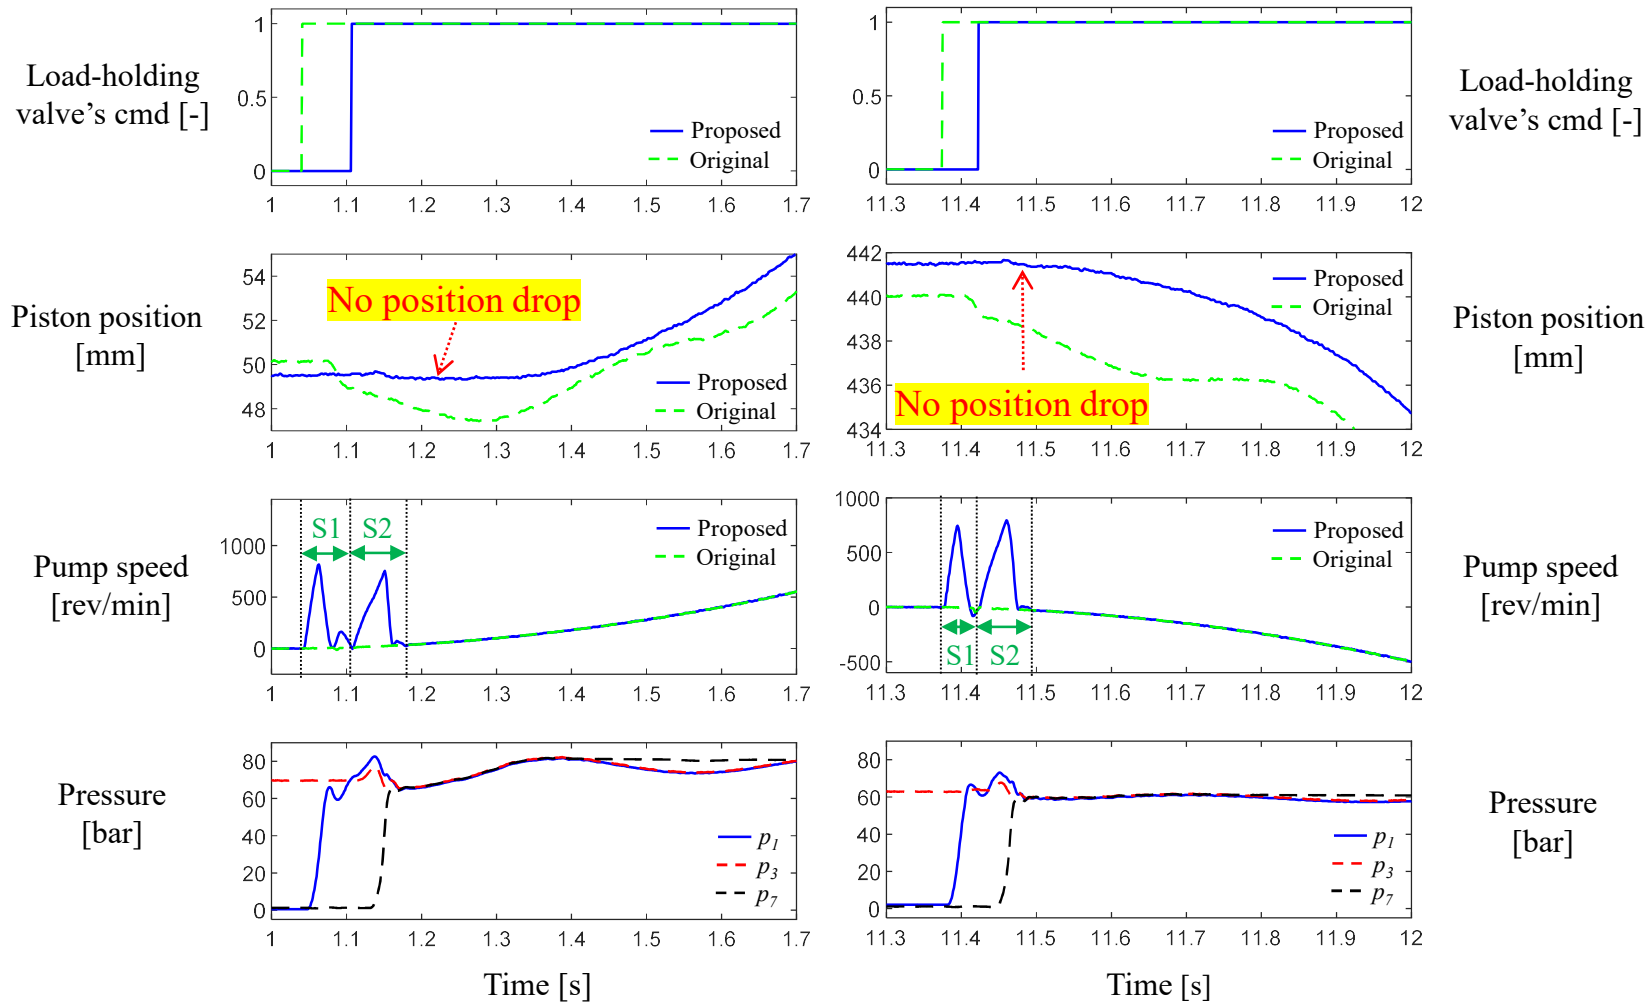 Load-holding
valve's cmd [-]
1
0.5
0
Proposed
Original
1 1.1 1.2 1.3 1.4 1.5 1.6 1.7
1
0.5
0
Proposed
Original
11.3 11.4 11.5 11.6 11.7 11.8 11.9 12
Load-holding
valve's cmd [-]
Piston position
[mm]
54
52
50
48
No position drop
Proposed
Original
1 1.1 1.2 1.3 1.4 1.5 1.6 1.7
442
440
438
436
434
Proposed
Original
No position drop
11.3 11.4 11.5 11.6 11.7 11.8 11.9 12
Piston position
[mm]
Pump speed
[rev/min]
1000
500
0
S1 S2
Proposed
Original
1 1.1 1.2 1.3 1.4 1.5 1.6 1.7
1000
500
0
-500
Proposed
Original
S1 S2
11.3 11.4 11.5 11.6 11.7 11.8 11.9 12
Pump speed
[rev/min]
Pressure
[bar]
80
60
40
20
0
p1
p3
p7
1 1.1 1.2 1.3 1.4 1.5 1.6 1.7
Time [s]
80
60
40
20
0
p1
p3
p7
11.3 11.4 11.5 11.6 11.7 11.8 11.9 12
Time [s]
Pressure
[bar]